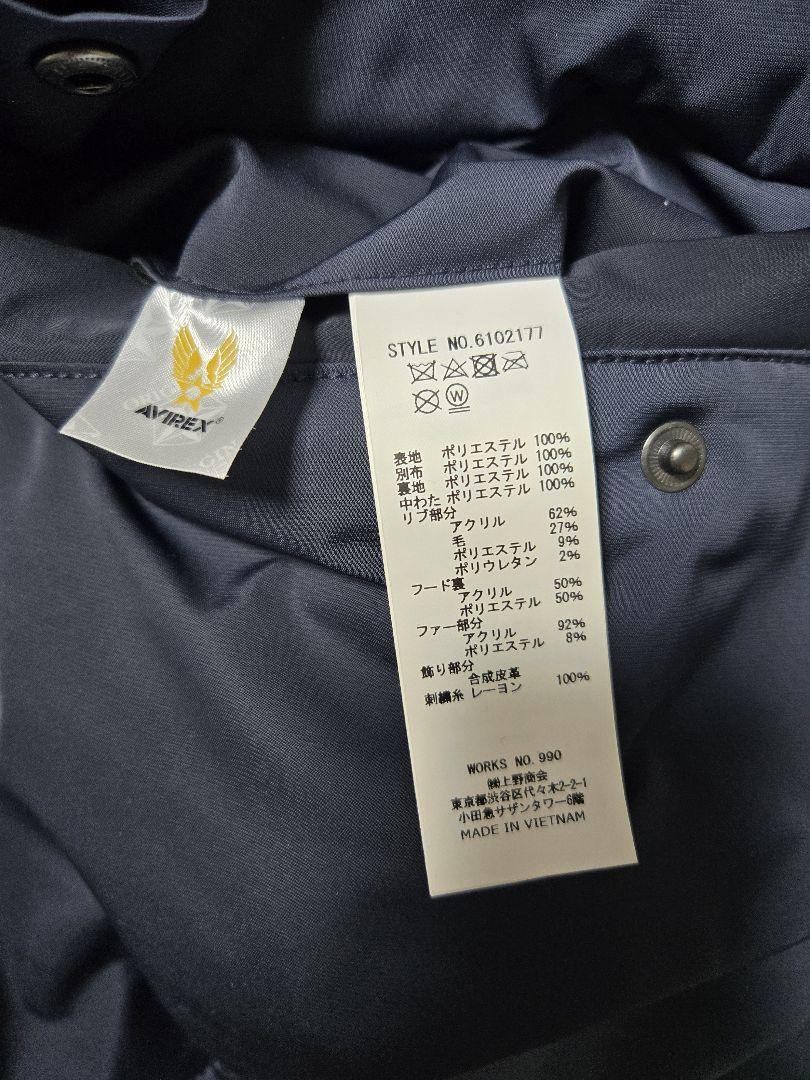 AVIREX®
STYLE NO.6102177
W
表地 ポリエステル 100%
別布 ポリエステル 100%
裏地 ポリエステル 100%
中わた ポリエステル 100%
リブ部分
アクリル 62%
毛 27%
ポリエステル 9%
ポリウレタン 2%
フード裏
アクリル 50%
ポリエステル 50%
ファー部分
アクリル 92%
ポリエステル 8%
飾り部分
合成皮革
刺繍糸 レーヨン 100%
WORKS NO.990
㈱上野商会
東京都渋谷区代々木2-2-1
小田急サザンタワー6階
MADE IN VIETNAM